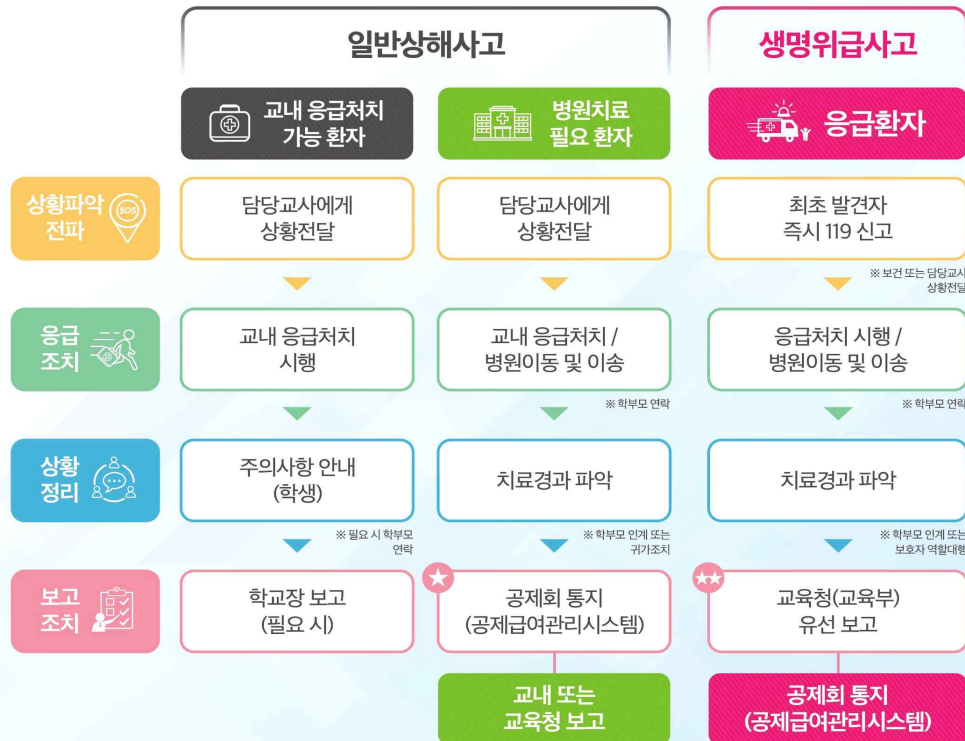 일반상해사고
생명위급사고
교내 응급처치
가능 환자
병원치료
필요 환자
응급환자
상황파악
전파
SOS
담당교사에게
상황전달
담당교사에게
상황전달
최초 발견자
즉시 119 신고
※ 보건 또는 담당교사
상황전달
응급
조치
교내 응급처치
시행
교내 응급처치 /
병원이동 및 이송
응급처치 시행 /
병원이동 및 이송
※ 학부모 연락
※ 학부모 연락
상황
정리
주의사항 안내
(학생)
치료경과 파악
치료경과 파악
※ 필요 시 학부모
연락
※ 학부모 인계 또는
귀가조치
※ 학부모 인계 또는
보호자 역할대행
보고
조치
학교장 보고
(필요 시)
공제회 통지
(공제급여관리시스템)
교육청(교육부)
유선 보고
교내 또는
교육청 보고
공제회 통지
(공제급여관리시스템)